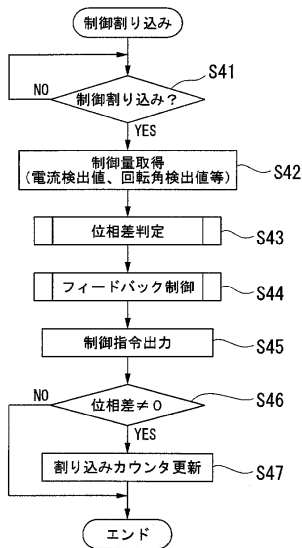 制御割り込み
S41
制御割り込み?
NO
YES
制御量取得
(電流検出値、回転角検出値等)
S42
位相差判定
S43
フィードバック制御
S44
制御指令出力
S45
NO
位相差≠0
S46
YES
割り込みカウンタ更新
S47
エンド